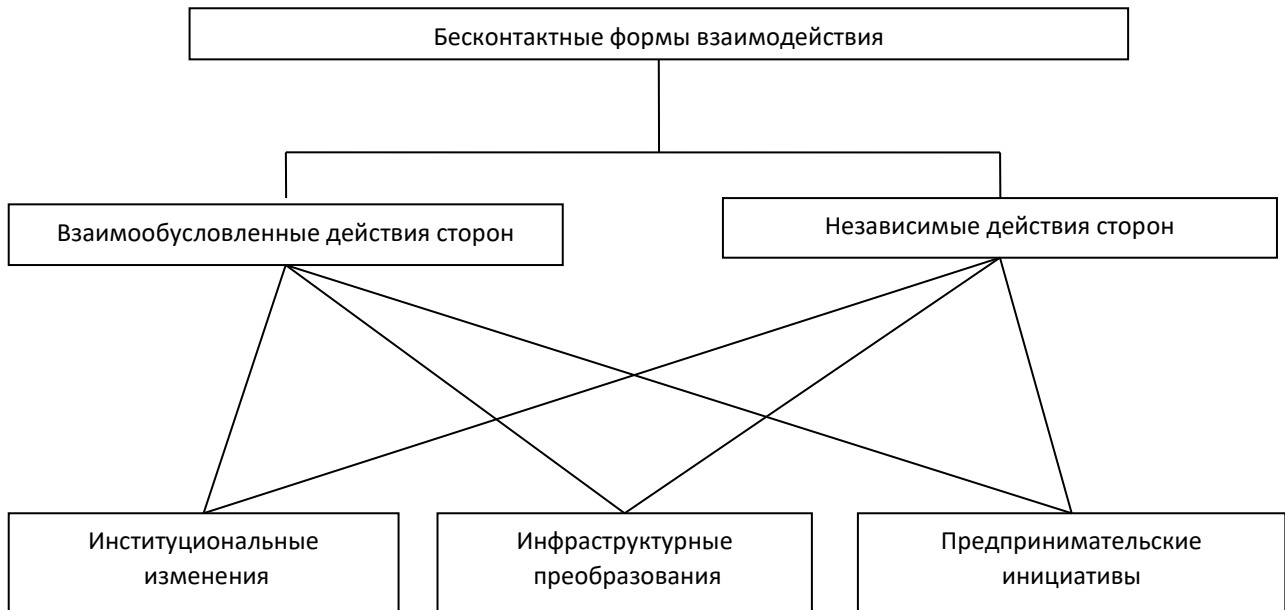 Бесконтактные формы взаимодействия
Взаимообусловленные действия сторон
Независимые действия сторон
Институциональные
изменения
Инфраструктурные
преобразования
Предпринимательские
инициативы